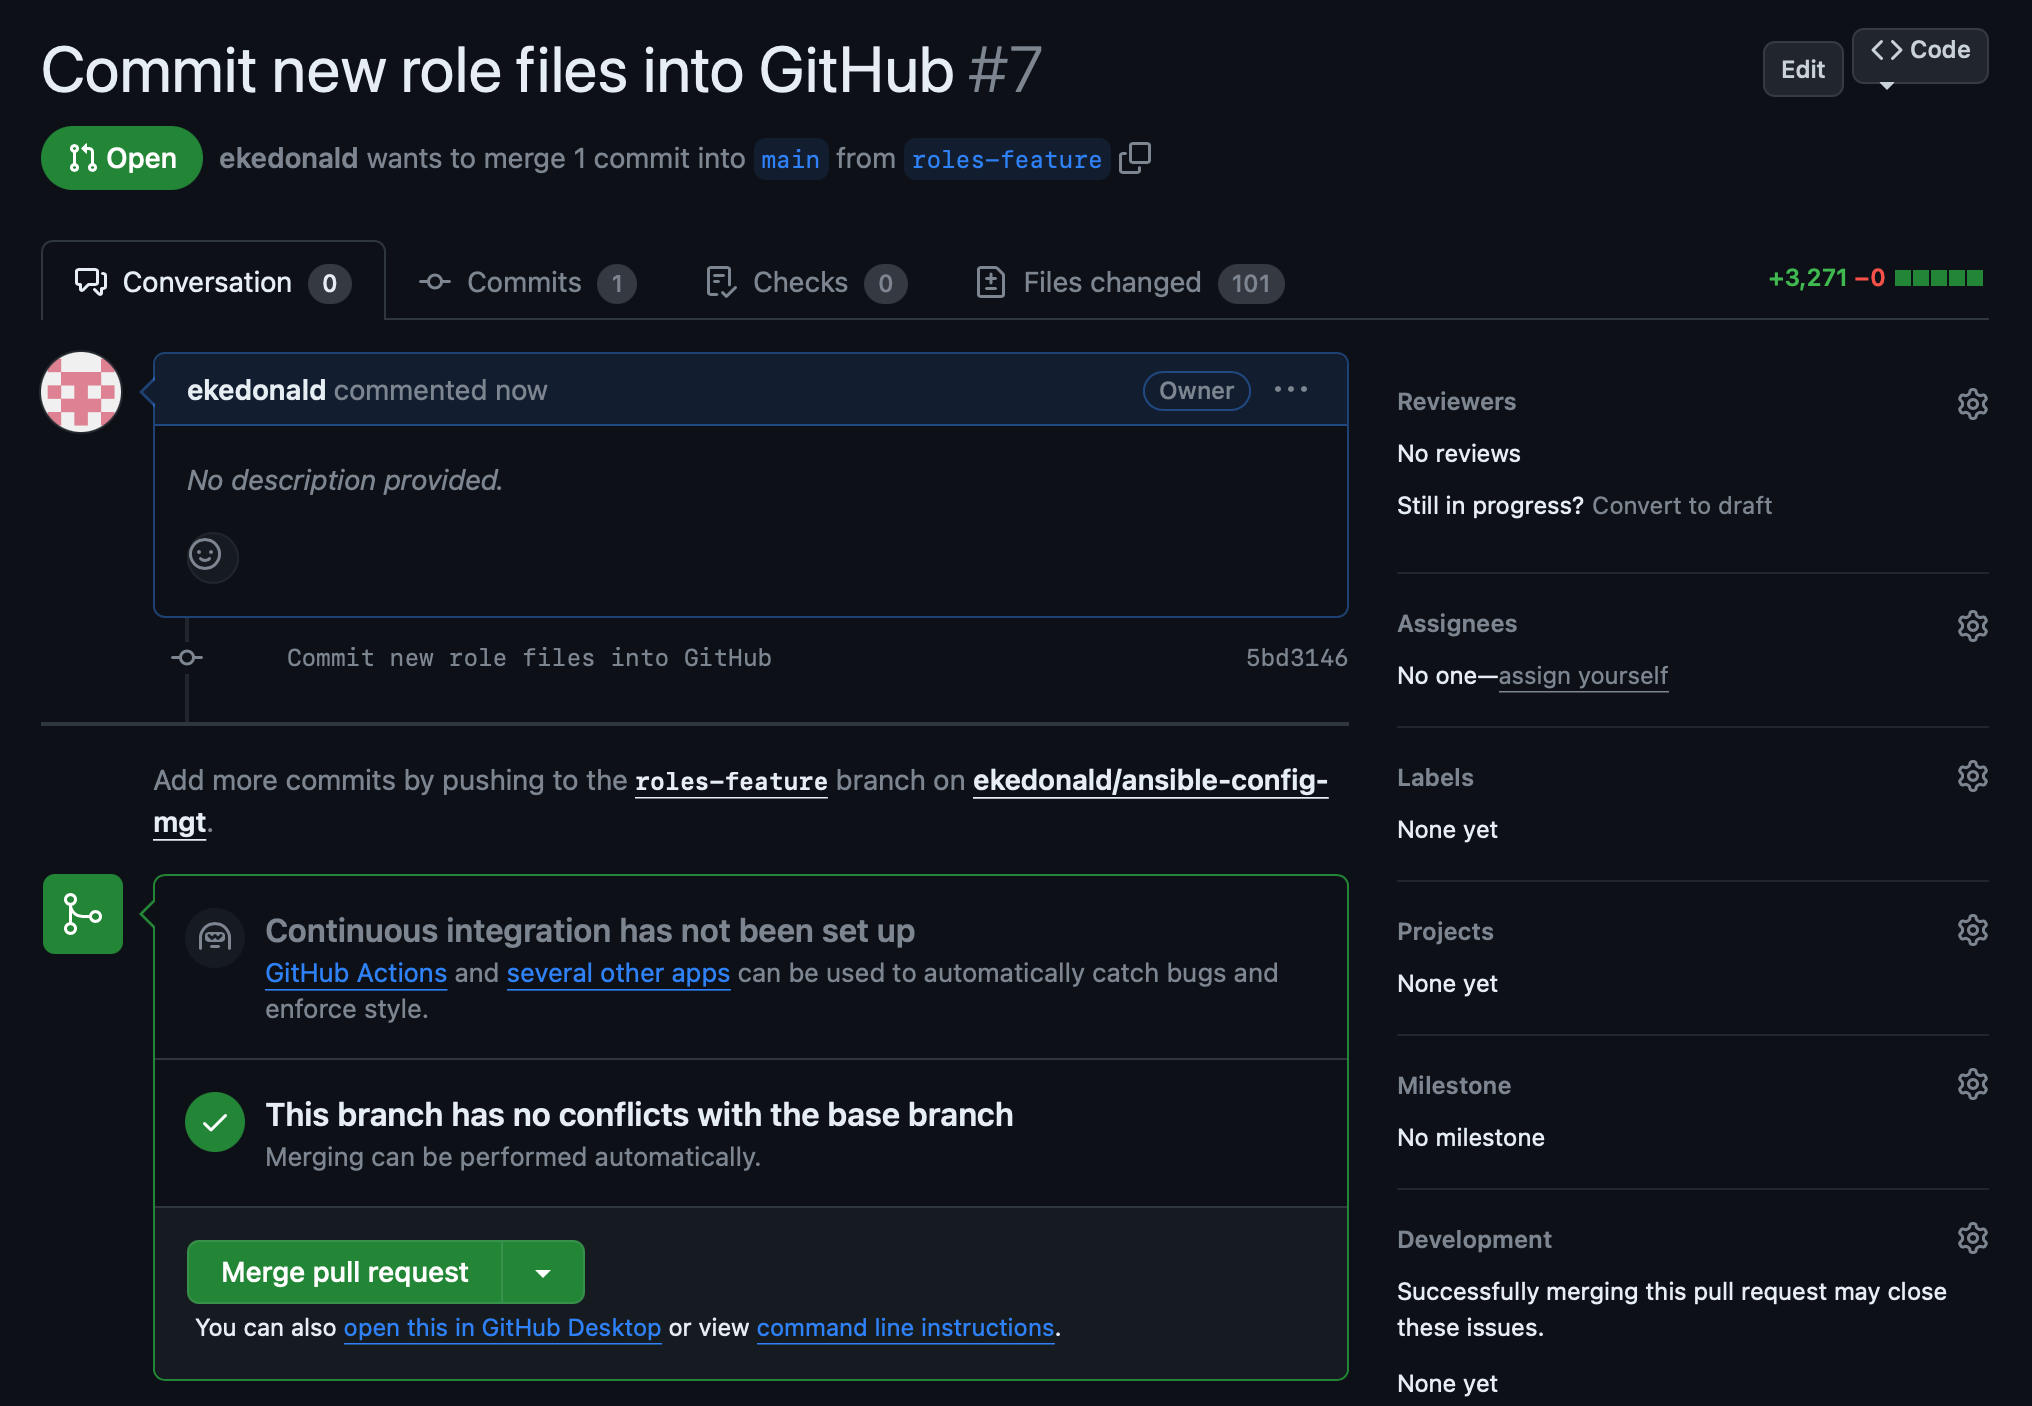 Commit new role files into GitHub #7
Edit
<> Code
Open
ekedonald wants to merge 1 commit into main from roles-feature
Conversation 0
Commits 1
Checks 0
Files changed 101
+3,271 −0
ekedonald commented now
Owner
No description provided.
Commit new role files into GitHub
5bd3146
Add more commits by pushing to the roles-feature branch on ekedonald/ansible-config-
mgt.
Continuous integration has not been set up
GitHub Actions and several other apps can be used to automatically catch bugs and
enforce style.
This branch has no conflicts with the base branch
Merging can be performed automatically.
Merge pull request
You can also open this in GitHub Desktop or view command line instructions.
Reviewers
No reviews
Still in progress? Convert to draft
Assignees
No one—assign yourself
Labels
None yet
Projects
None yet
Milestone
No milestone
Development
Successfully merging this pull request may close
these issues.
None yet